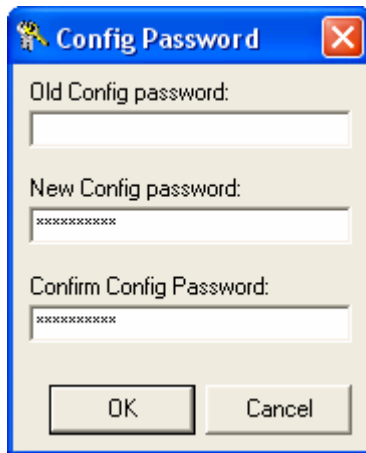 Config Password
Old Config password:
New Config password:
**********
Confirm Config Password:
**********
OK
Cancel